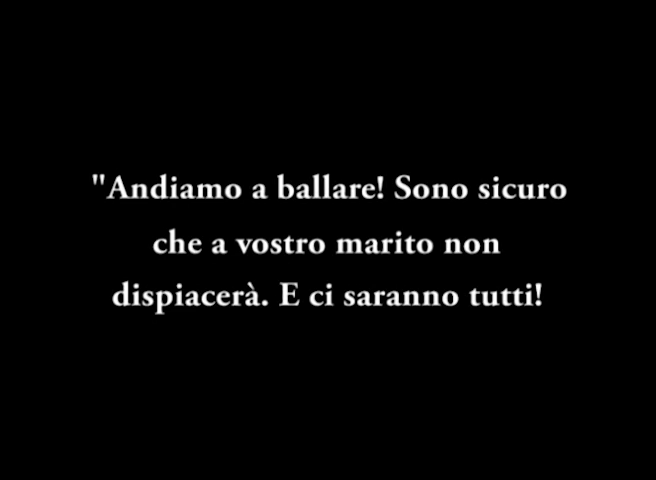 "Andiamo a ballare! Sono sicuro
che a vostro marito non
dispiacerà. E ci saranno tutti!